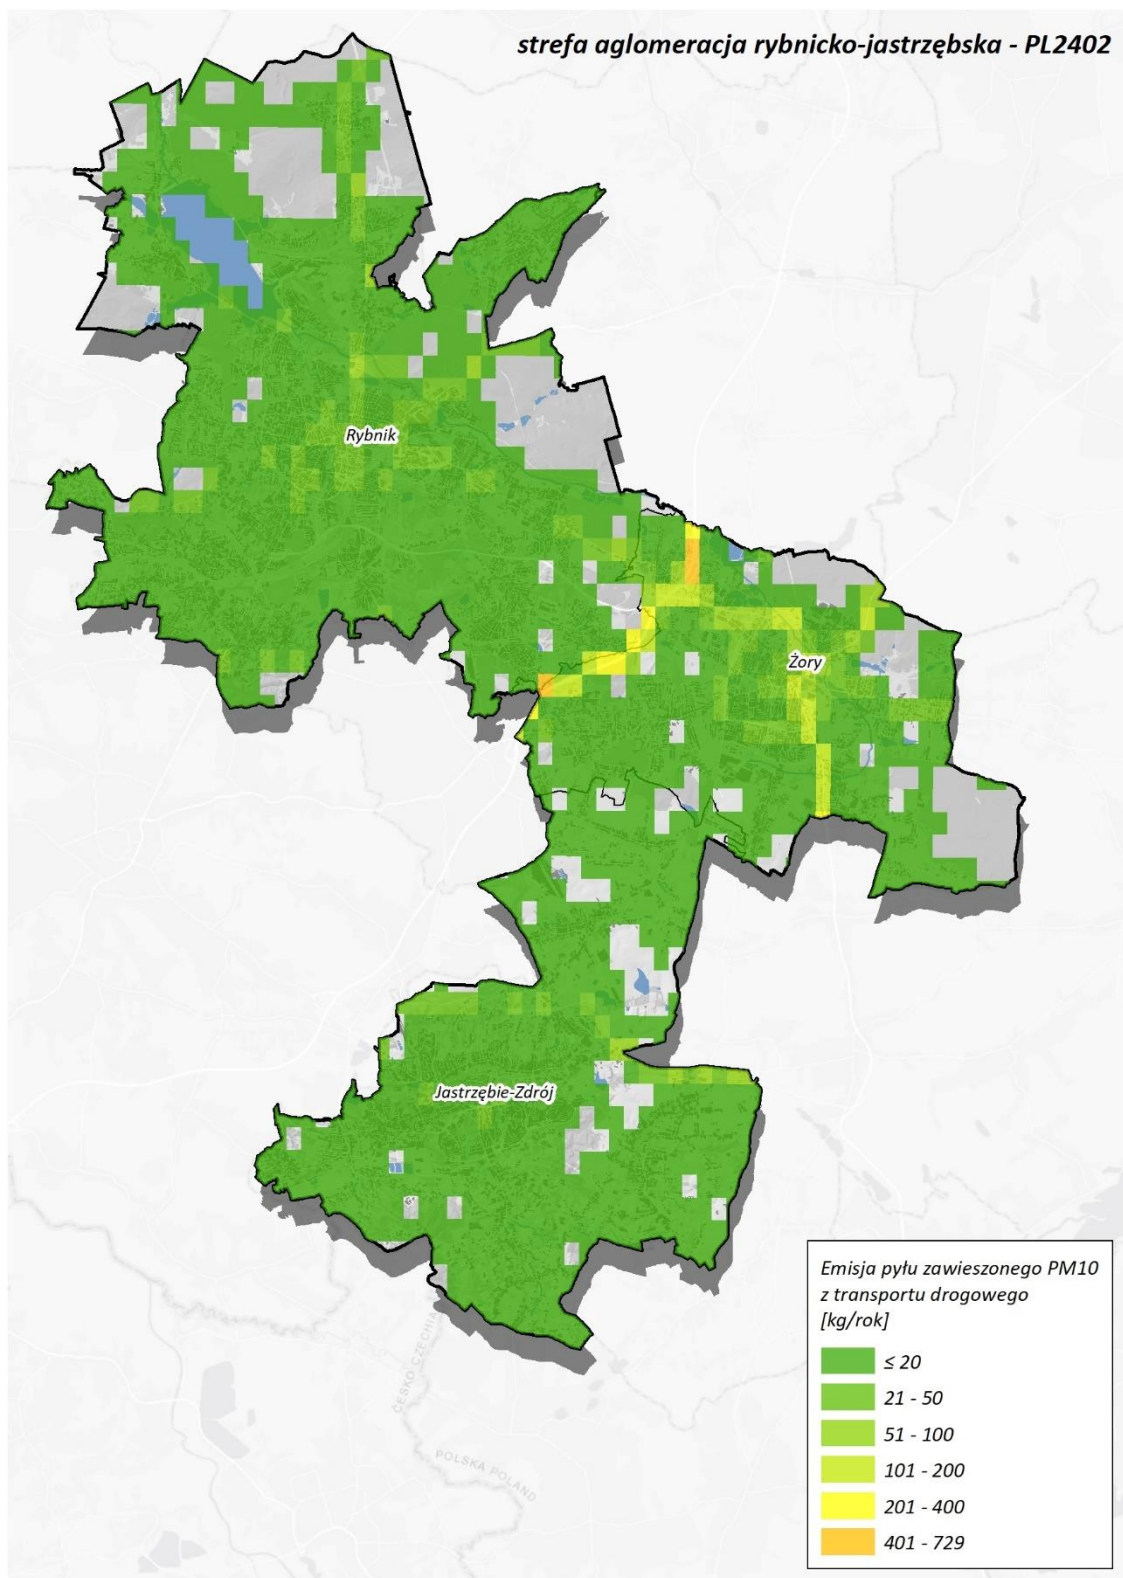 strefa aglomeracja rybnicko-jastrzębska - PL2402
Rybnik
Żory
Jastrzębie-Zdrój
Emisja pyłu zawieszonego PM10
z transportu drogowego
[kg/rok]
≤ 20
21 - 50
51 - 100
101 - 200
201 - 400
401 - 729
ČESKO CZECHIA
POLSKA POLAND